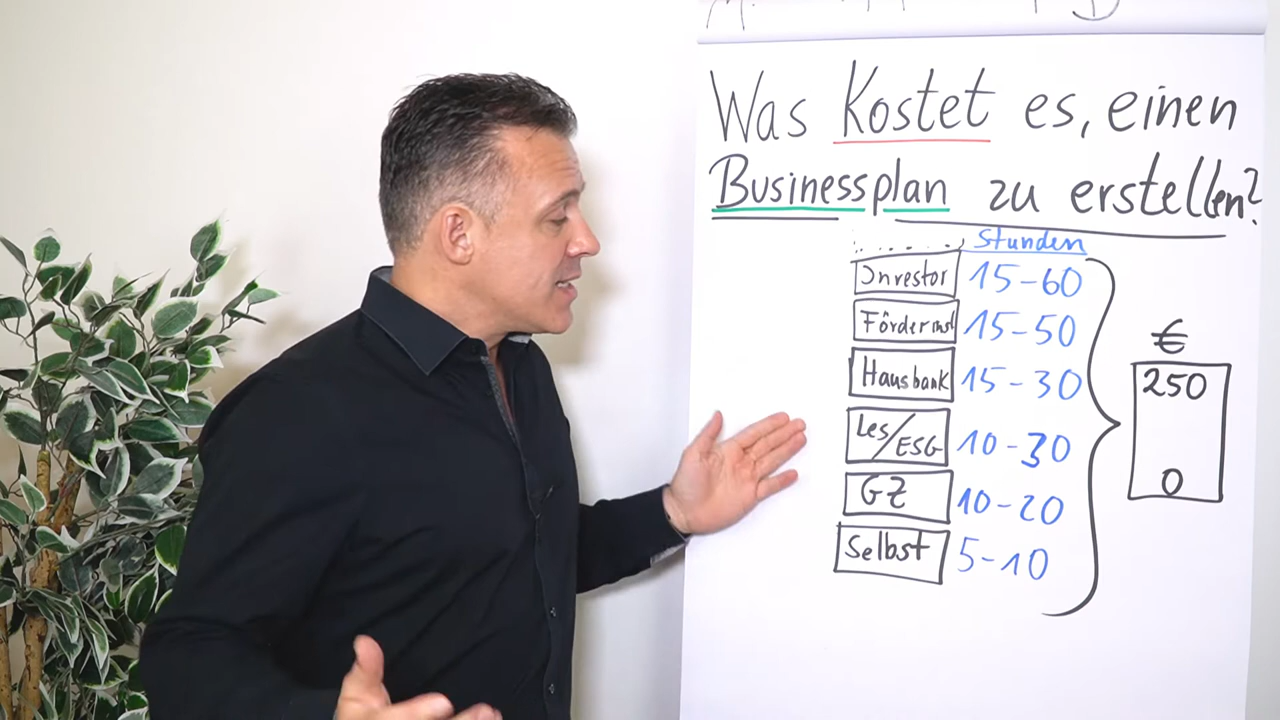 Was Kostet es, einen
Businessplan zu erstellen?
Stunden
Investor 15-60
Förderinst 15-50
Hausbank 15-30
Les/ESG 10-30
GZ 10-20
Selbst 5-10
€
250
0